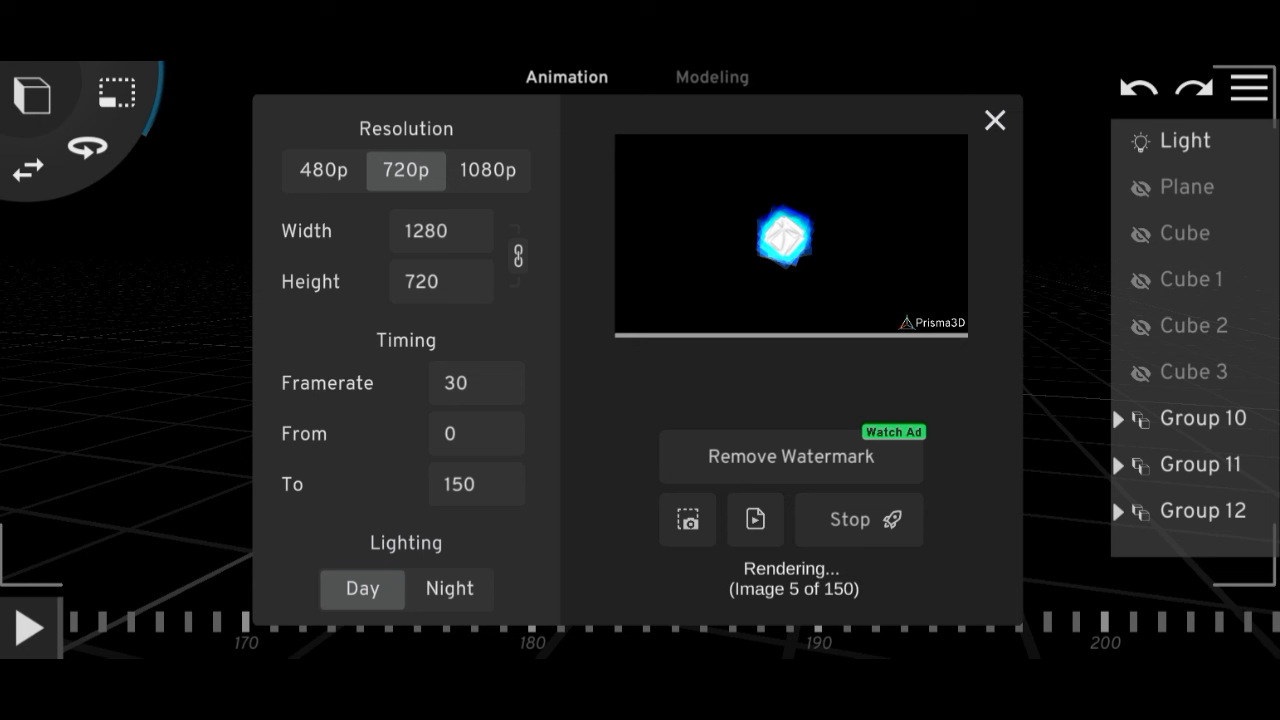 Animation
Modeling
Resolution
480p
720p
1080p
Width
1280
Height
720
Timing
Framerate
30
From
0
To
150
Lighting
Day
Night
Prisma3D
Watch Ad
Remove Watermark
Stop
Rendering...
(Image 5 of 150)
Light
Plane
Cube
Cube 1
Cube 2
Cube 3
Group 10
Group 11
Group 12
170
180
190
200